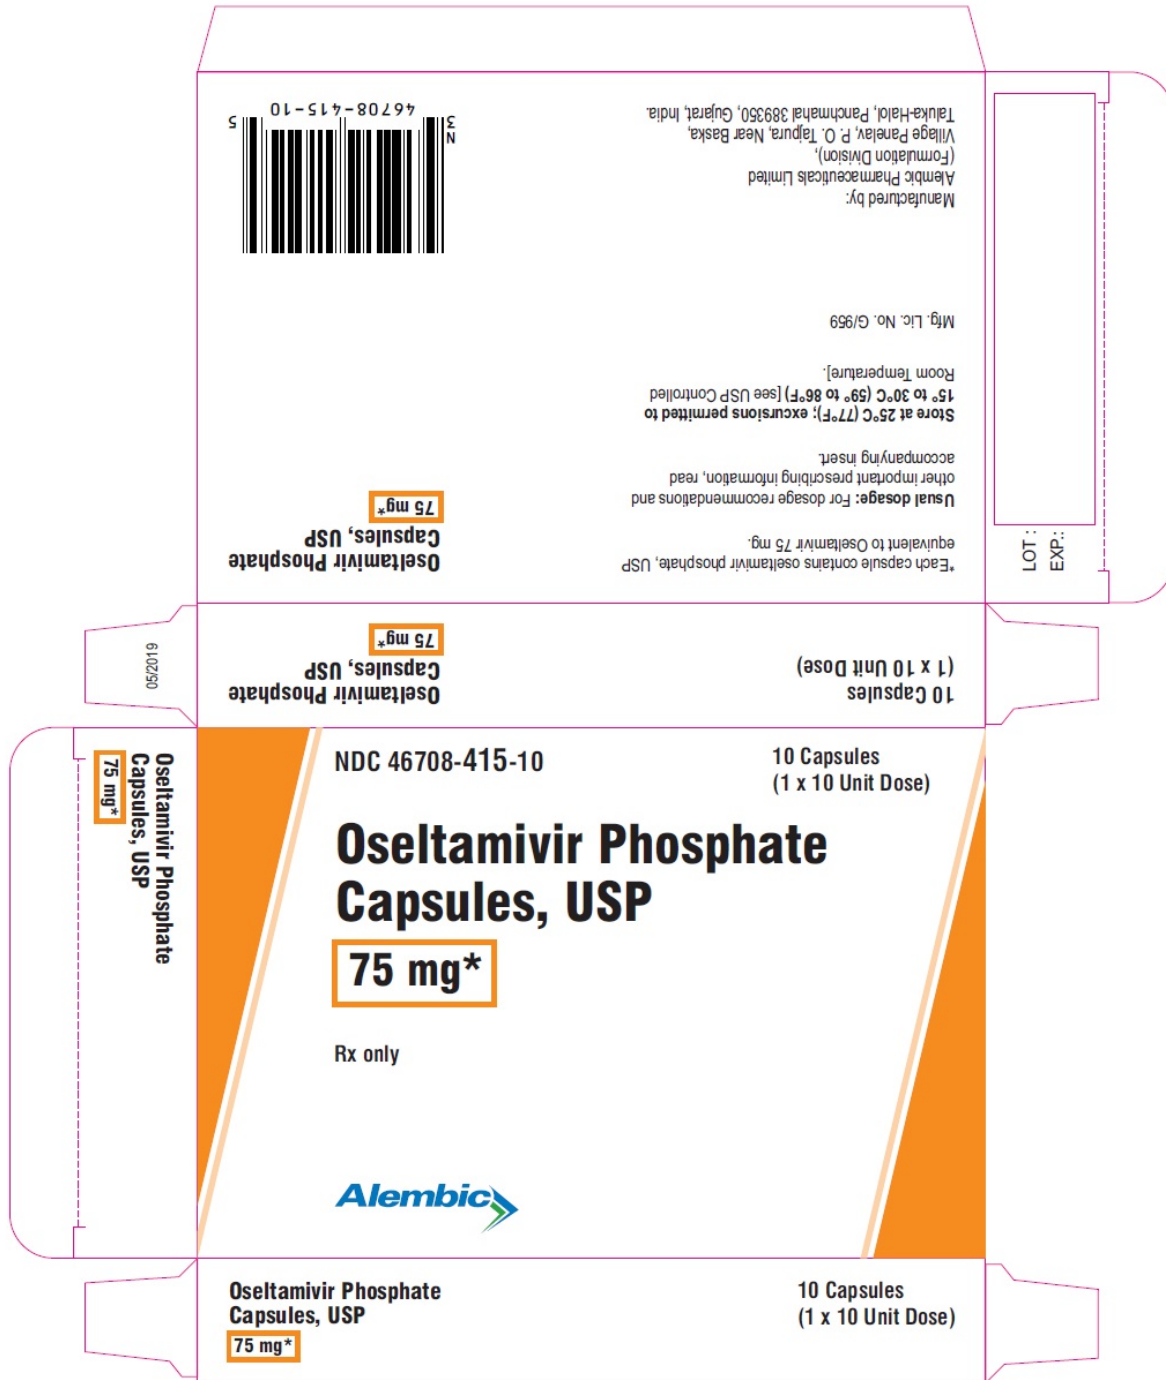 46708-415-10
N
3
5
Manufactured by:
Alembic Pharmaceuticals Limited
(Formulation Division),
Village Panelav, P. O. Tajpura, Near Baska,
Taluka-Halol, Panchmahal 389350, Gujarat, India.
Mfg. Lic. No. G/959
Store at 25°C (77°F); excursions permitted to
15° to 30°C (59° to 86°F) [see USP Controlled
Room Temperature].
Usual dosage: For dosage recommendations and
other important prescribing information, read
accompanying insert.
*Each capsule contains oseltamivir phosphate, USP
equivalent to Oseltamivir 75 mg.
Oseltamivir Phosphate
Capsules, USP
75 mg*
LOT :
EXP.:
05/2019
Oseltamivir Phosphate
Capsules, USP
75 mg*
10 Capsules
(1 x 10 Unit Dose)
Oseltamivir Phosphate
Capsules, USP
75 mg*
NDC 46708-415-10
10 Capsules
(1 x 10 Unit Dose)
Oseltamivir Phosphate
Capsules, USP
75 mg*
Rx only
Alembic
Oseltamivir Phosphate
Capsules, USP
75 mg*
10 Capsules
(1 x 10 Unit Dose)